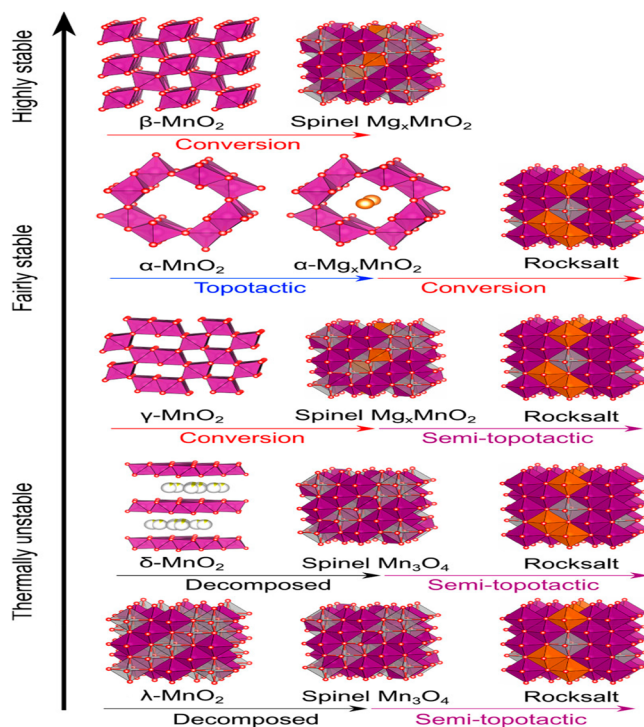 Highly stable
β-MnO₂
Spinel MgₓMnO₂
Conversion
Fairly stable
α-MnO₂
α-MgₓMnO₂
Rocksalt
Topotactic
Conversion
γ-MnO₂
Spinel MgₓMnO₂
Rocksalt
Conversion
Semi-topotactic
Thermally unstable
δ-MnO₂
Spinel Mn₃O₄
Rocksalt
Decomposed
Semi-topotactic
λ-MnO₂
Spinel Mn₃O₄
Rocksalt
Decomposed
Semi-topotactic